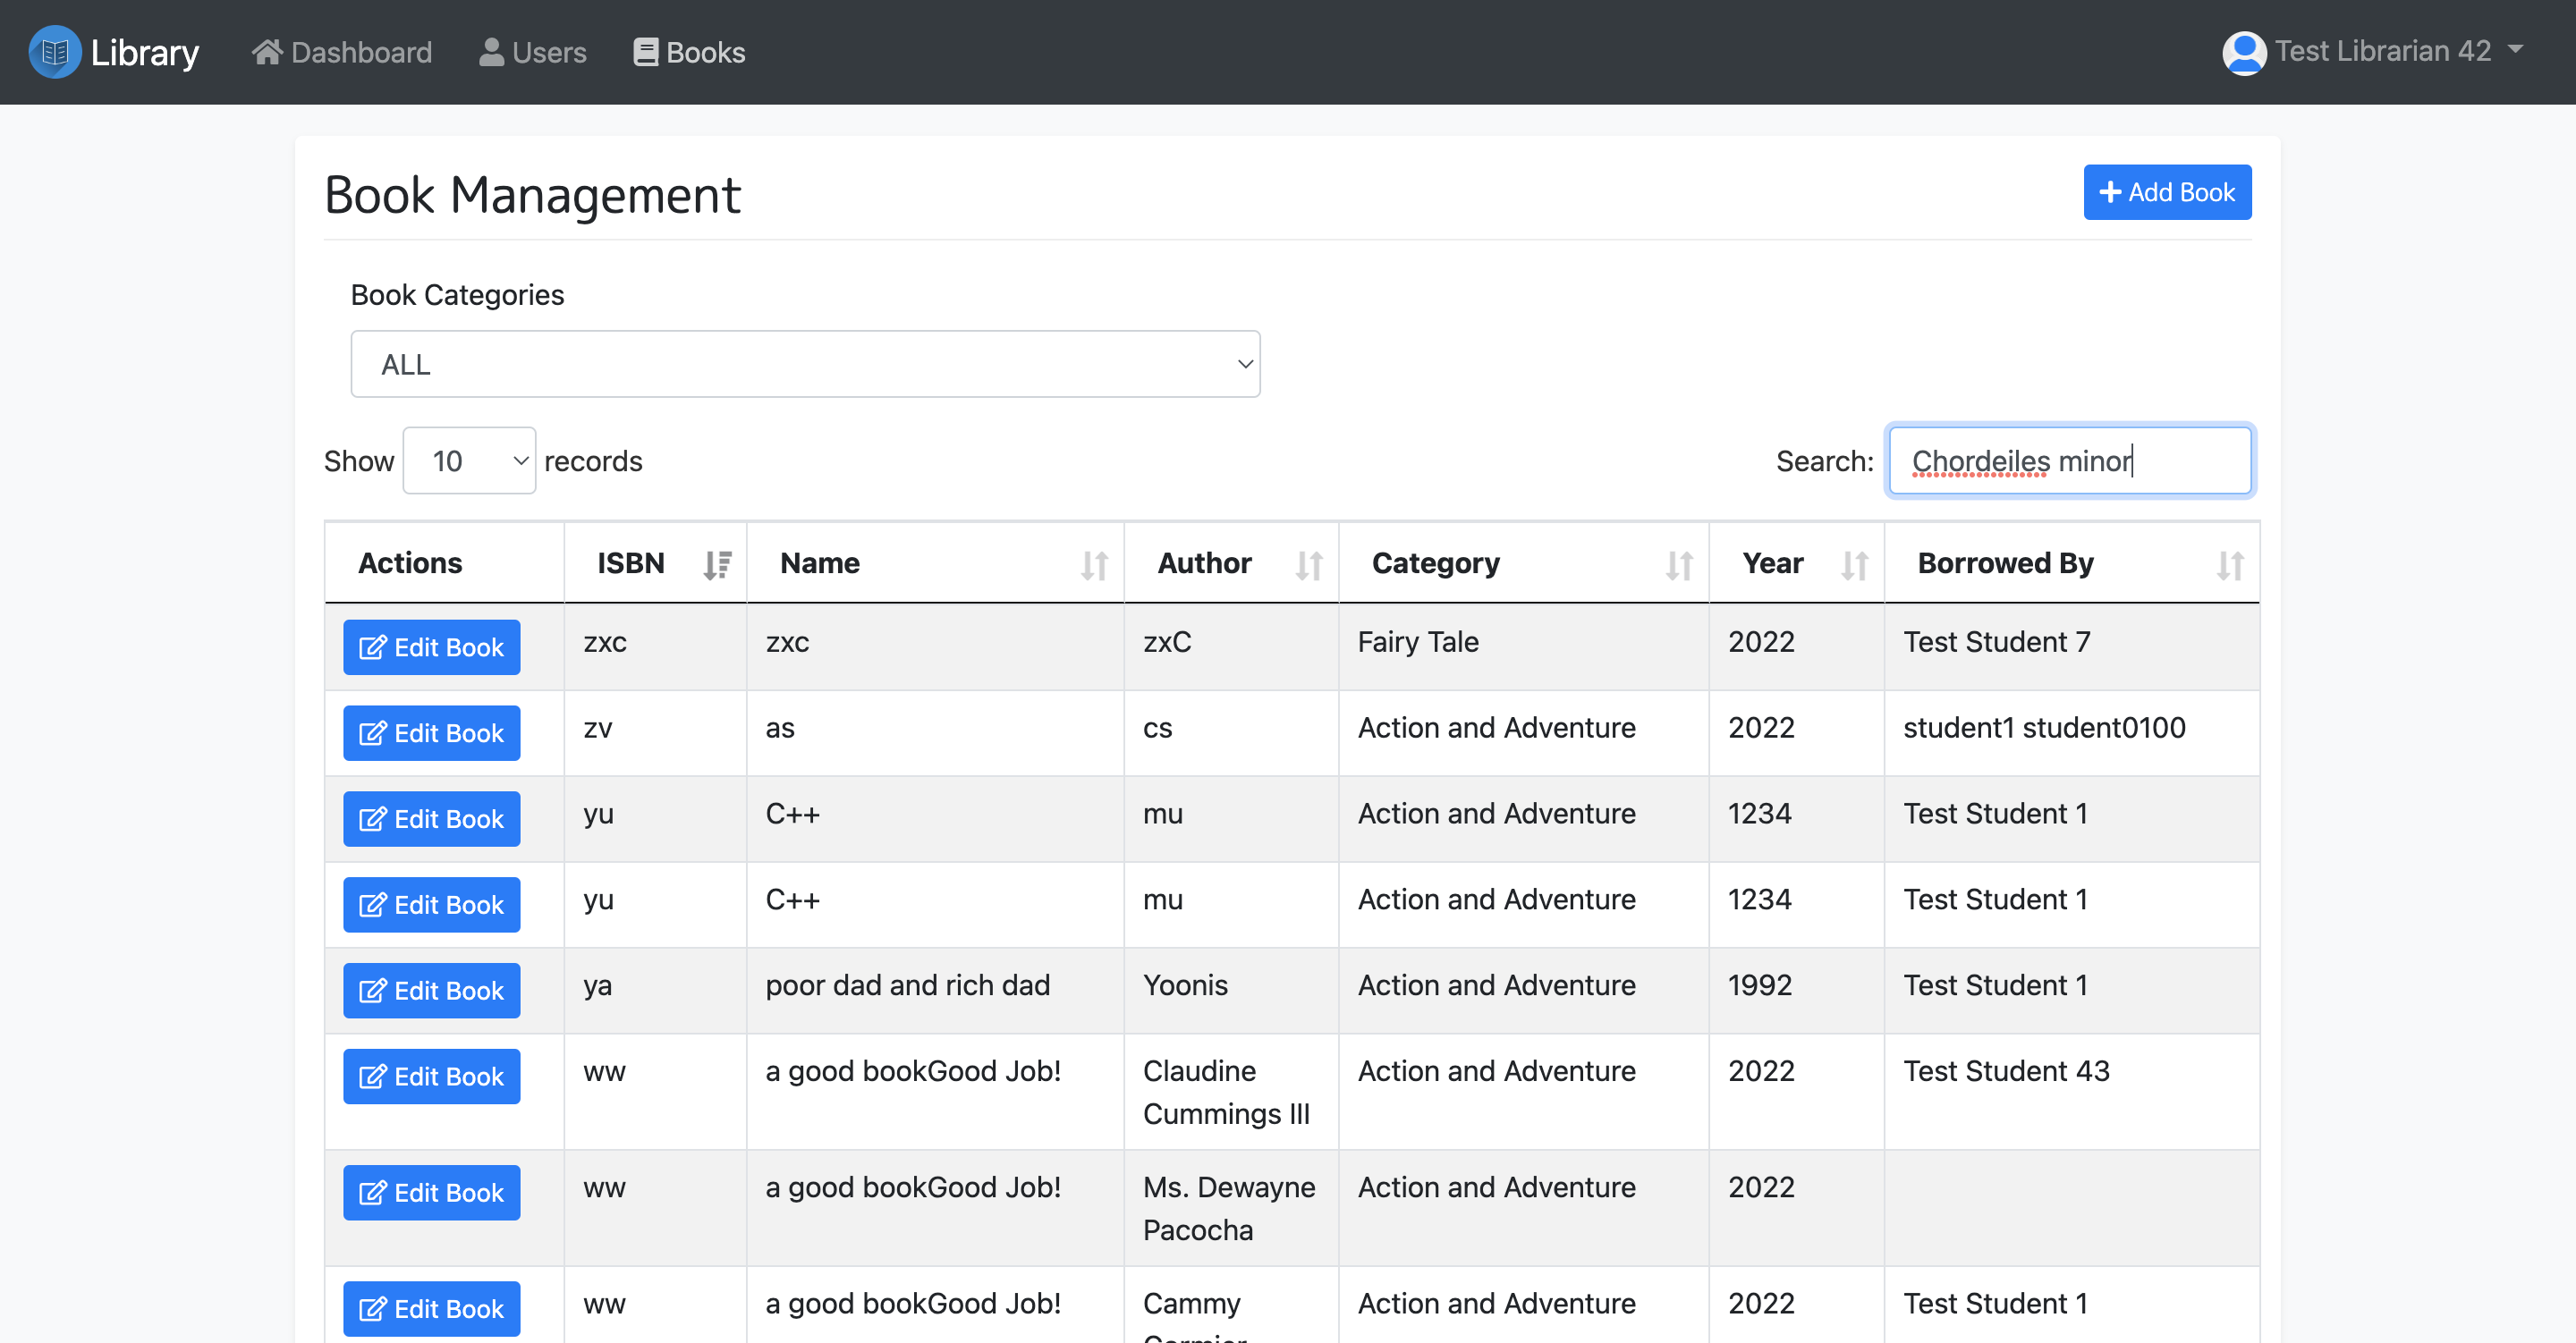 Library Dashboard Users Books Test Librarian 42
Book Management + Add Book
Book Categories
ALL
Show 10 records Search: Chordeiles minor
Actions ISBN Name Author Category Year Borrowed By
Edit Book zxc zxc zxC Fairy Tale 2022 Test Student 7
Edit Book zv as cs Action and Adventure 2022 student1 student0100
Edit Book yu C++ mu Action and Adventure 1234 Test Student 1
Edit Book yu C++ mu Action and Adventure 1234 Test Student 1
Edit Book ya poor dad and rich dad Yoonis Action and Adventure 1992 Test Student 1
Edit Book ww a good bookGood Job! Claudine Action and Adventure 2022 Test Student 43
Cummings III
Edit Book ww a good bookGood Job! Ms. Dewayne Action and Adventure 2022
Pacocha
Edit Book ww a good bookGood Job! Cammy Action and Adventure 2022 Test Student 1